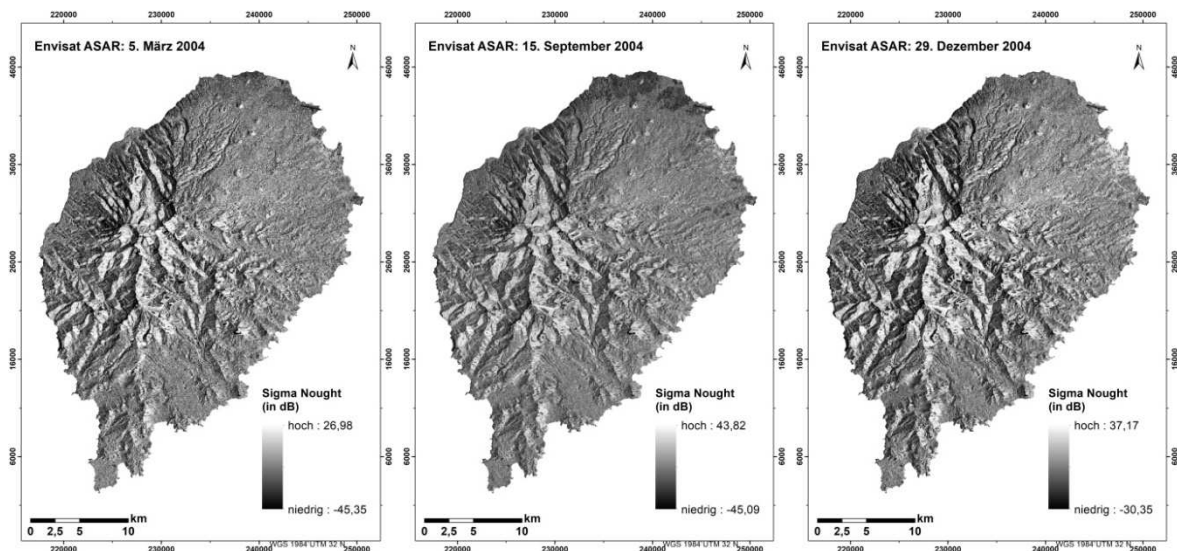 220000 230000 240000 250000
Envisat ASAR: 5. März 2004
N
46000
36000
26000
16000
6000
Sigma Nought
(in dB)
hoch : 26,98
niedrig : -45,35
km
0 2,5 5 10
WGS 1984 UTM 32 N
220000 230000 240000 250000
220000 230000 240000 250000
Envisat ASAR: 15. September 2004
N
Sigma Nought
(in dB)
hoch : 43,82
niedrig : -45,09
km
0 2,5 5 10
WGS 1984 UTM 32 N
220000 230000 240000 250000
220000 230000 240000 250000
Envisat ASAR: 29. Dezember 2004
N
46000
36000
26000
16000
6000
Sigma Nought
(in dB)
hoch : 37,17
niedrig : -30,35
km
0 2,5 5 10
WGS 1984 UTM 32 N
220000 230000 240000 250000